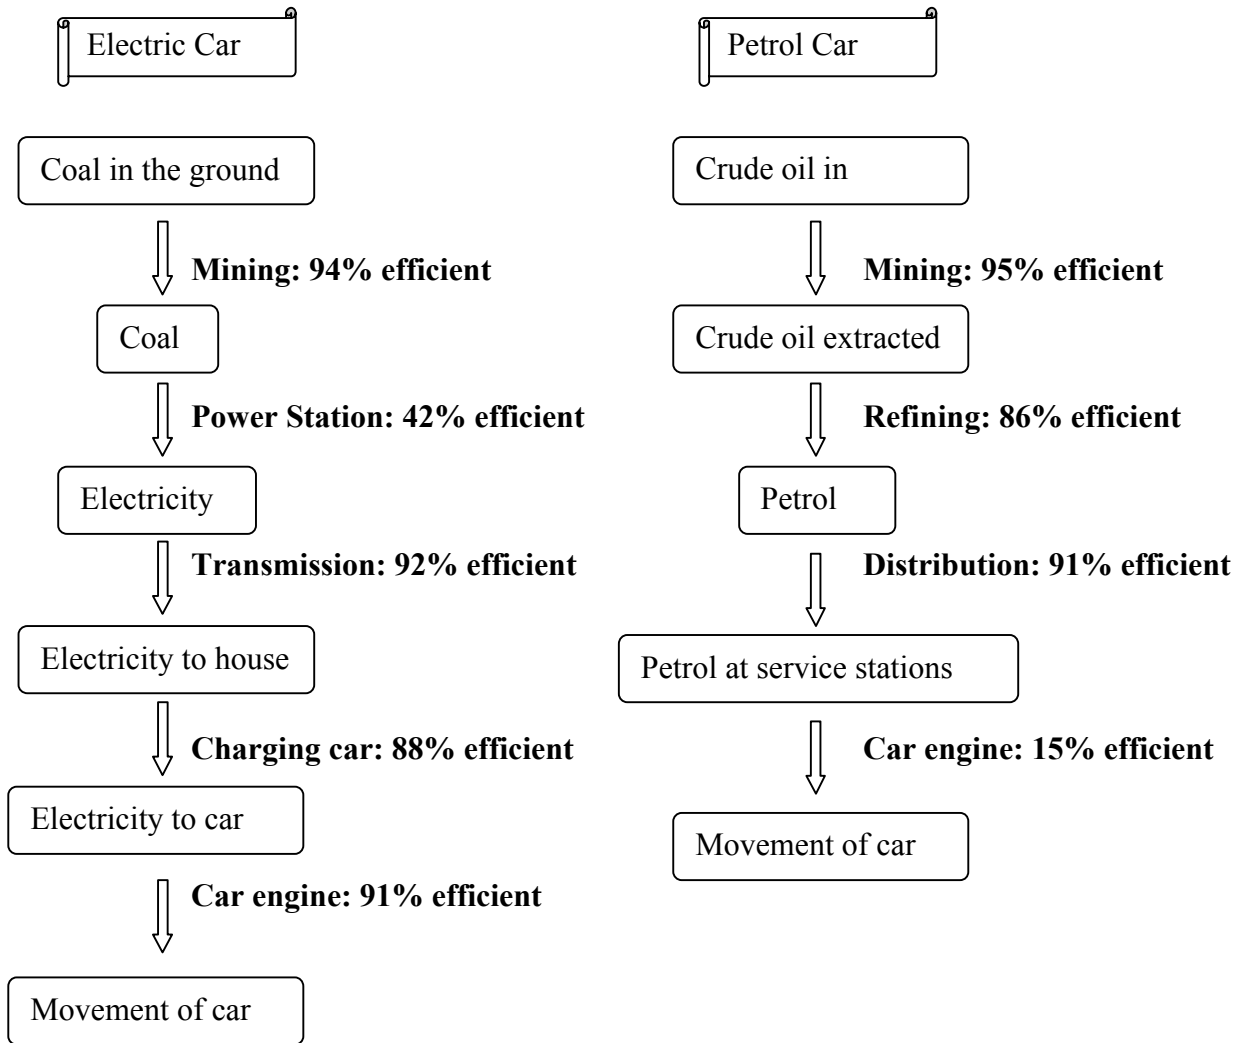 Electric Car
Coal in the ground
Mining: 94% efficient
Coal
Power Station: 42% efficient
Electricity
Transmission: 92% efficient
Electricity to house
Charging car: 88% efficient
Electricity to car
Car engine: 91% efficient
Movement of car
Petrol Car
Crude oil in
Mining: 95% efficient
Crude oil extracted
Refining: 86% efficient
Petrol
Distribution: 91% efficient
Petrol at service stations
Car engine: 15% efficient
Movement of car